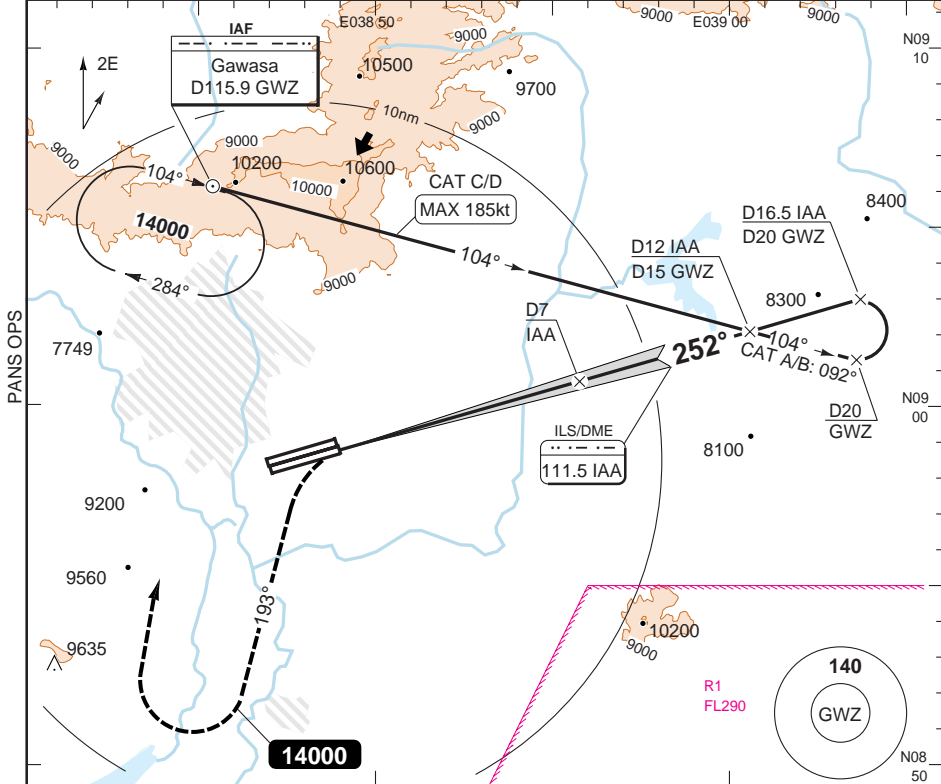 E038 50
9000
E039 00
9000
N09
10
IAF
Gawasa
D115.9 GWZ
2E
9000
10500
9700
10nm
9000
9000
9000
10200
10600
10000
104°
14000
284°
CAT C/D
MAX 185kt
8400
D16.5 IAA
D20 GWZ
D12 IAA
D15 GWZ
104°
9000
8300
D7
IAA
7749
252°
104°
CAT A/B: 092°
PANS OPS
D20
GWZ
N09
00
ILS/DME
111.5 IAA
8100
9200
9560
193°
9635
10200
9000
R1
FL290
140
GWZ
14000
N08
50